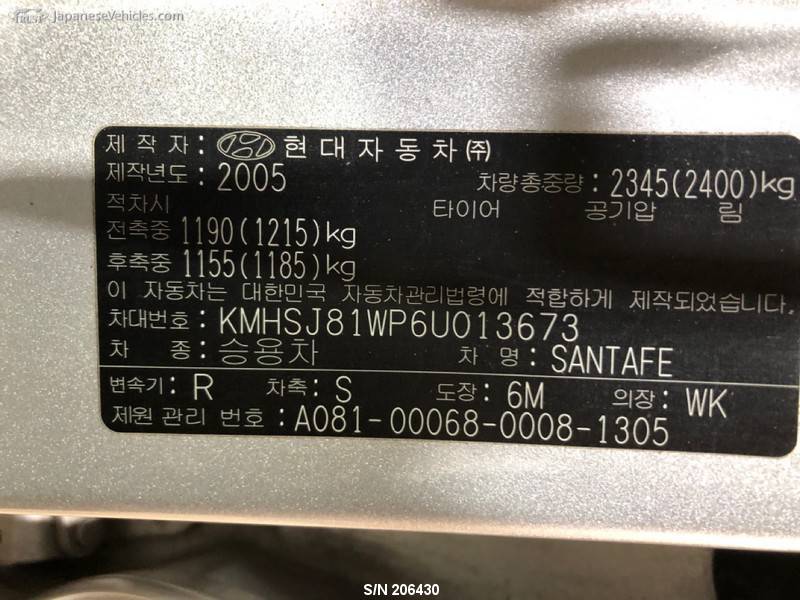 TRUST JapaneseVehicles.com
제 작 자 : 현대자동차㈜
제작년도 : 2005 차량총중량 : 2345(2400)kg
적차시 타이어 공기압 림
전축중 1190(1215)kg
후축중 1155(1185)kg
이 자동차는 대한민국 자동차관리법령에 적합하게 제작되었습니다.
차대번호 : KMHSJ81WP6U013673
차 종 : 승용차 차 명 : SANTAFE
변속기 : R 차축 : S 도장 : 6M 의장 : WK
제원 관리 번호 : A081-00068-0008-1305
S/N 206430